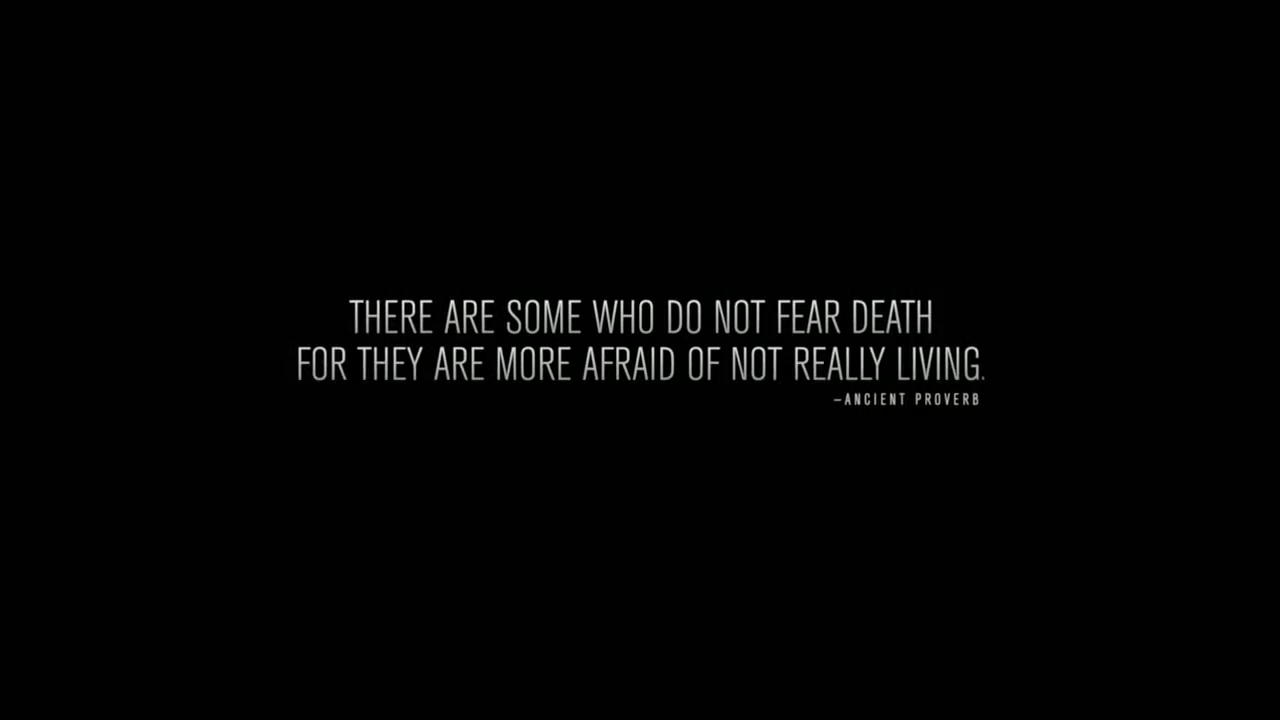 THERE ARE SOME WHO DO NOT FEAR DEATH
FOR THEY ARE MORE AFRAID OF NOT REALLY LIVING.
–ANCIENT PROVERB